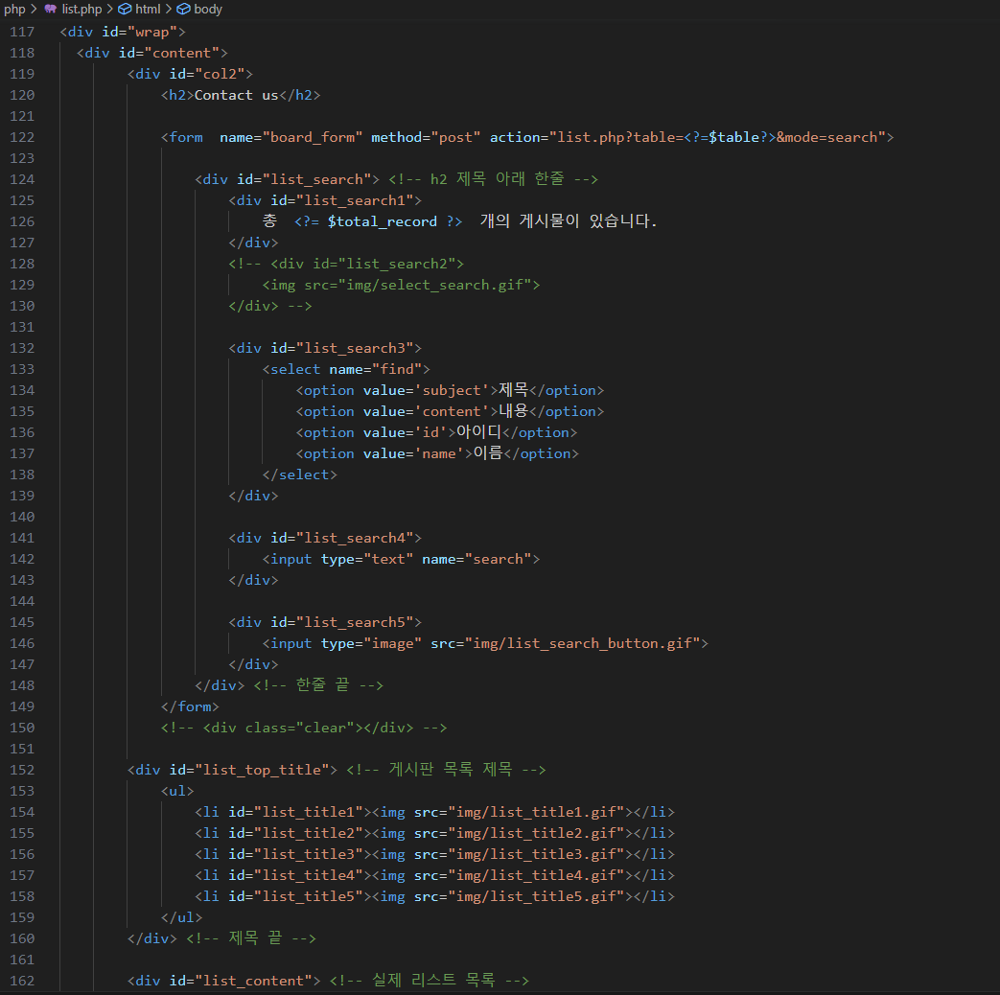 php > list.php > html > body
117 <div id="wrap">
118 <div id="content">
119 <div id="col2">
120 <h2>Contact us</h2>
121
122 <form  name="board_form" method="post" action="list.php?table=<?=$table?>&mode=search">
123
124 <div id="list_search"> <!-- h2 제목 아래 한줄 -->
125 <div id="list_search1">
126 총  <?= $total_record ?>  개의 게시물이 있습니다.
127 </div>
128 <!-- <div id="list_search2">
129 <img src="img/select_search.gif">
130 </div> -->
131
132 <div id="list_search3">
133 <select name="find">
134 <option value='subject'>제목</option>
135 <option value='content'>내용</option>
136 <option value='id'>아이디</option>
137 <option value='name'>이름</option>
138 </select>
139 </div>
140
141 <div id="list_search4">
142 <input type="text" name="search">
143 </div>
144
145 <div id="list_search5">
146 <input type="image" src="img/list_search_button.gif">
147 </div>
148 </div> <!-- 한줄 끝 -->
149 </form>
150 <!-- <div class="clear"></div> -->
151
152 <div id="list_top_title"> <!-- 게시판 목록 제목 -->
153 <ul>
154 <li id="list_title1"><img src="img/list_title1.gif"></li>
155 <li id="list_title2"><img src="img/list_title2.gif"></li>
156 <li id="list_title3"><img src="img/list_title3.gif"></li>
157 <li id="list_title4"><img src="img/list_title4.gif"></li>
158 <li id="list_title5"><img src="img/list_title5.gif"></li>
159 </ul>
160 </div> <!-- 제목 끝 -->
161
162 <div id="list_content"> <!-- 실제 리스트 목록 -->